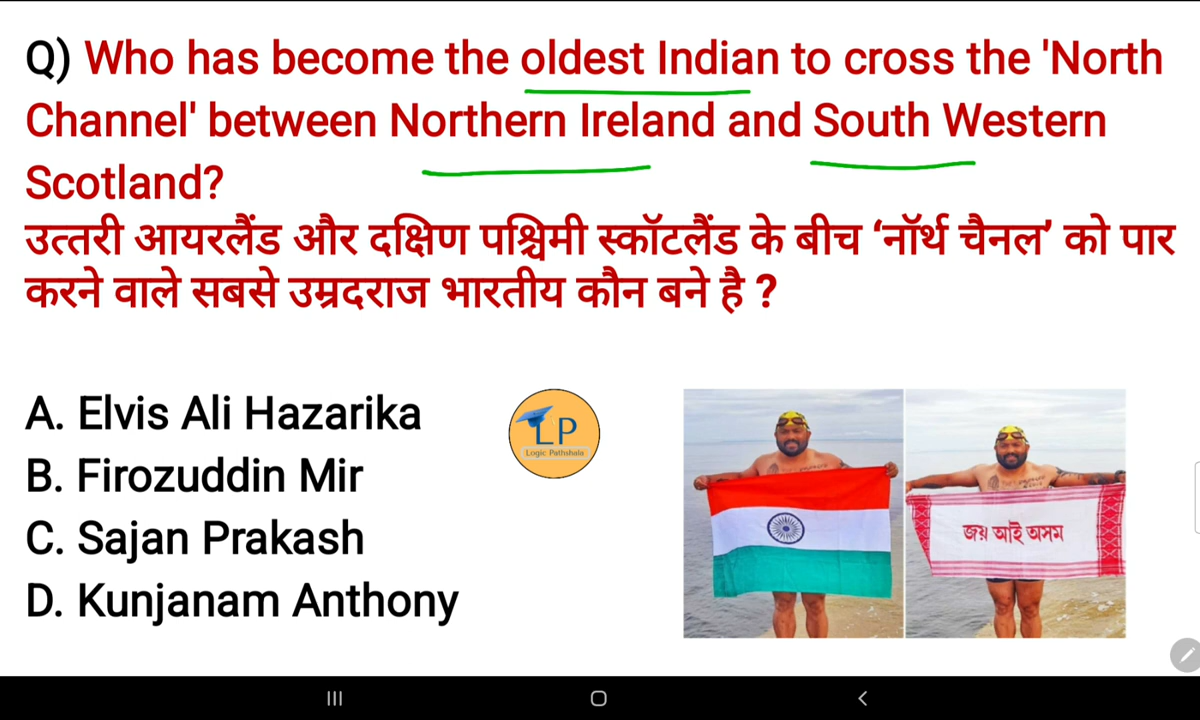 Q) Who has become the oldest Indian to cross the 'North
Channel' between Northern Ireland and South Western
Scotland?
उत्तरी आयरलैंड और दक्षिण पश्चिमी स्कॉटलैंड के बीच ‘नॉर्थ चैनल’ को पार
करने वाले सबसे उम्रदराज भारतीय कौन बने है ?
A. Elvis Ali Hazarika
B. Firozuddin Mir
C. Sajan Prakash
D. Kunjanam Anthony
LP
Logic Pathshala
জয় আই অসম